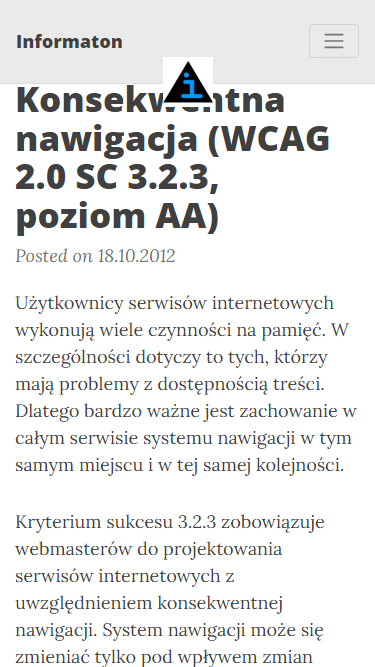 Informaton
Konsekwentna
nawigacja (WCAG
2.0 SC 3.2.3,
poziom AA)
Posted on 18.10.2012
Użytkownicy serwisów internetowych
wykonują wiele czynności na pamięć. W
szczególności dotyczy to tych, którzy
mają problemy z dostępnością treści.
Dlatego bardzo ważne jest zachowanie w
całym serwisie systemu nawigacji w tym
samym miejscu i w tej samej kolejności.
Kryterium sukcesu 3.2.3 zobowiązuje
webmasterów do projektowania
serwisów internetowych z
uwzględnieniem konsekwentnej
nawigacji. System nawigacji może się
zmieniać tylko pod wpływem zmian